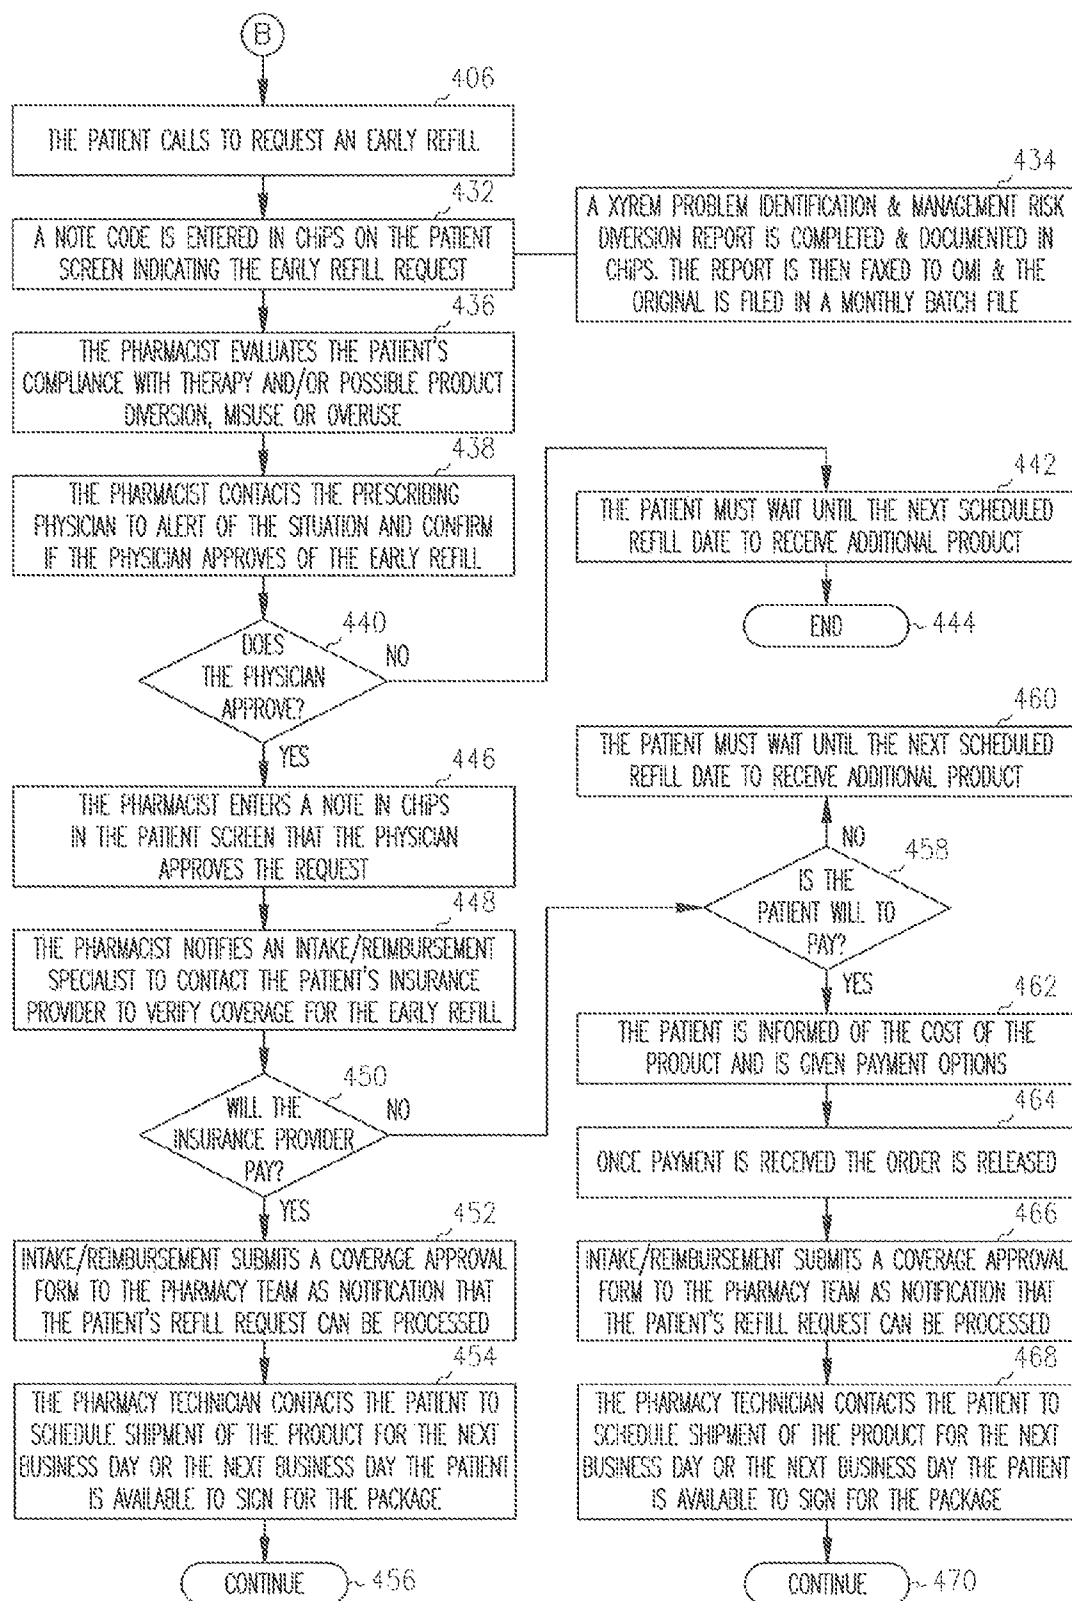 B
406
THE PATIENT CALLS TO REQUEST AN EARLY REFILL
432
A NOTE CODE IS ENTERED IN CHiPS ON THE PATIENT
SCREEN INDICATING THE EARLY REFILL REQUEST
434
A XYREM PROBLEM IDENTIFICATION & MANAGEMENT RISK
DIVERSION REPORT IS COMPLETED & DOCUMENTED IN
CHiPS. THE REPORT IS THEN FAXED TO OMI & THE
ORIGINAL IS FILED IN A MONTHLY BATCH FILE
436
THE PHARMACIST EVALUATES THE PATIENT'S
COMPLIANCE WITH THERAPY AND/OR POSSIBLE PRODUCT
DIVERSION, MISUSE OR OVERUSE
438
THE PHARMACIST CONTACTS THE PRESCRIBING
PHYSICIAN TO ALERT OF THE SITUATION AND CONFIRM
IF THE PHYSICIAN APPROVES OF THE EARLY REFILL
440
DOES
THE PHYSICIAN
APPROVE?
NO
442
THE PATIENT MUST WAIT UNTIL THE NEXT SCHEDULED
REFILL DATE TO RECEIVE ADDITIONAL PRODUCT
END
444
YES
446
THE PHARMACIST ENTERS A NOTE IN CHiPS
IN THE PATIENT SCREEN THAT THE PHYSICIAN
APPROVES THE REQUEST
448
THE PHARMACIST NOTIFIES AN INTAKE/REIMBURSEMENT
SPECIALIST TO CONTACT THE PATIENT'S INSURANCE
PROVIDER TO VERIFY COVERAGE FOR THE EARLY REFILL
450
WILL THE
INSURANCE PROVIDER
PAY?
NO
YES
452
INTAKE/REIMBURSEMENT SUBMITS A COVERAGE APPROVAL
FORM TO THE PHARMACY TEAM AS NOTIFICATION THAT
THE PATIENT'S REFILL REQUEST CAN BE PROCESSED
454
THE PHARMACY TECHNICIAN CONTACTS THE PATIENT TO
SCHEDULE SHIPMENT OF THE PRODUCT FOR THE NEXT
BUSINESS DAY OR THE NEXT BUSINESS DAY THE PATIENT
IS AVAILABLE TO SIGN FOR THE PACKAGE
CONTINUE
456
460
THE PATIENT MUST WAIT UNTIL THE NEXT SCHEDULED
REFILL DATE TO RECEIVE ADDITIONAL PRODUCT
NO
458
IS THE
PATIENT WILL TO
PAY?
YES
462
THE PATIENT IS INFORMED OF THE COST OF THE
PRODUCT AND IS GIVEN PAYMENT OPTIONS
464
ONCE PAYMENT IS RECEIVED THE ORDER IS RELEASED
466
INTAKE/REIMBURSEMENT SUBMITS A COVERAGE APPROVAL
FORM TO THE PHARMACY TEAM AS NOTIFICATION THAT
THE PATIENT'S REFILL REQUEST CAN BE PROCESSED
468
THE PHARMACY TECHNICIAN CONTACTS THE PATIENT TO
SCHEDULE SHIPMENT OF THE PRODUCT FOR THE NEXT
BUSINESS DAY OR THE NEXT BUSINESS DAY THE PATIENT
IS AVAILABLE TO SIGN FOR THE PACKAGE
CONTINUE
470